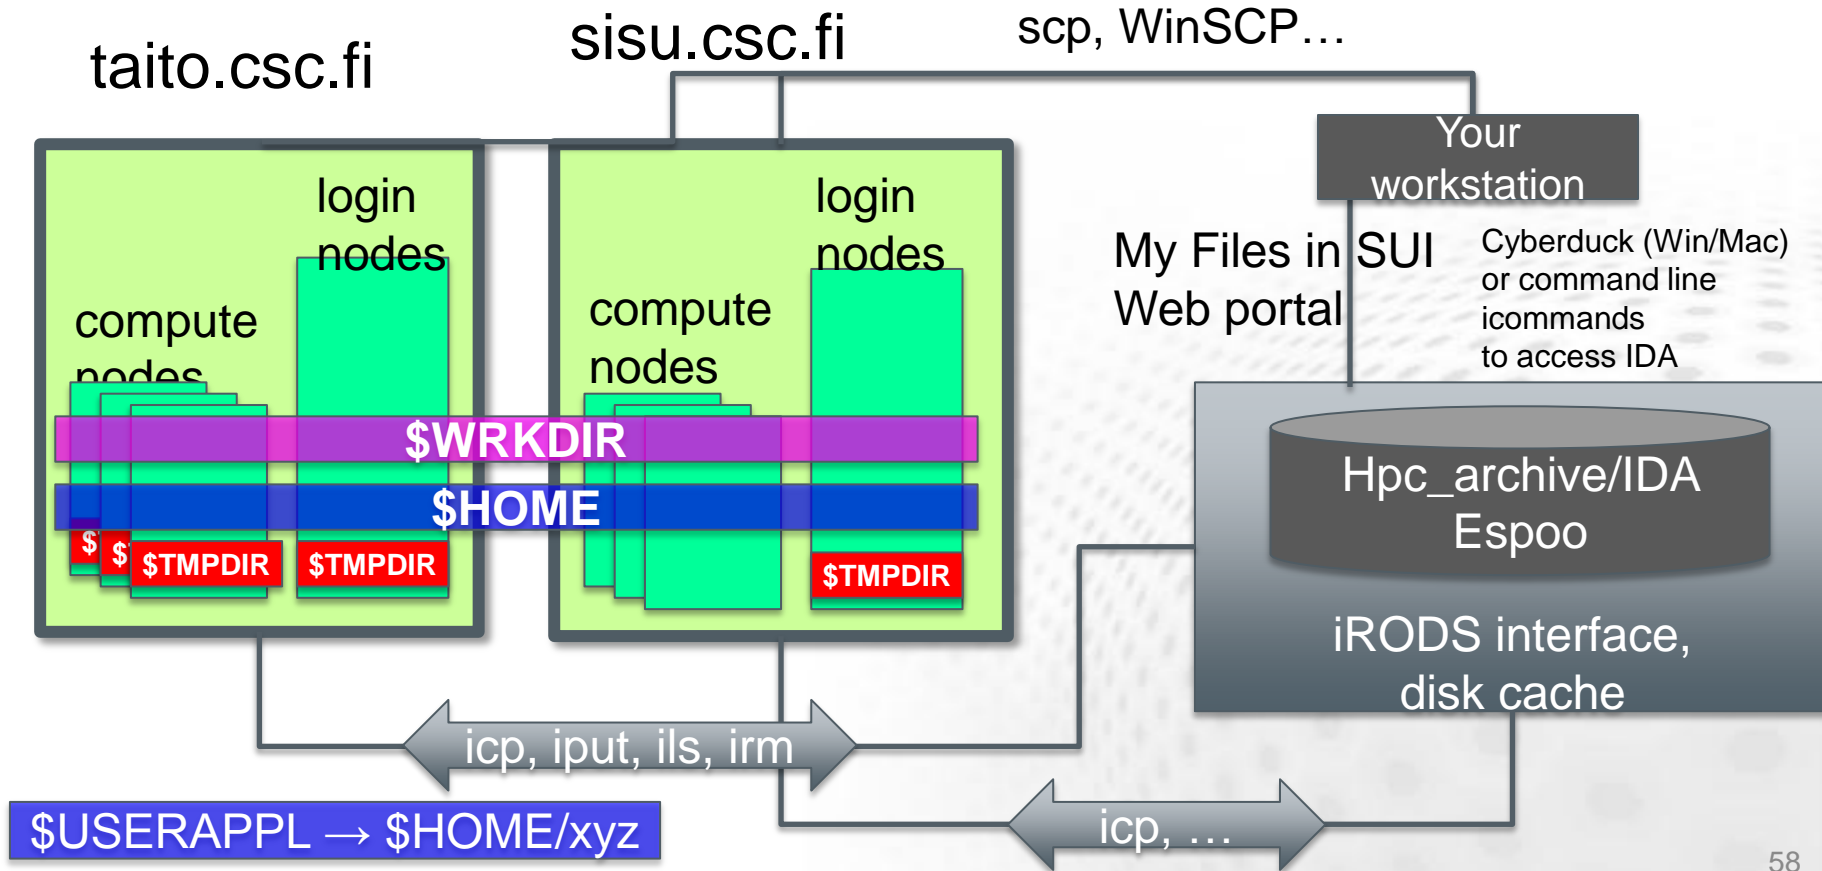 taito.csc.fi
sisu.csc.fi
scp, WinSCP…
login
nodes
compute
nodes
login
nodes
compute
nodes
Your
workstation
My Files in SUI
Web portal
Cyberduck (Win/Mac)
or command line
icommands
to access IDA
$WRKDIR
$HOME
$
$
$TMPDIR
$TMPDIR
$TMPDIR
Hpc_archive/IDA
Espoo
iRODS interface,
disk cache
icp, iput, ils, irm
icp, …
$USERAPPL → $HOME/xyz
58